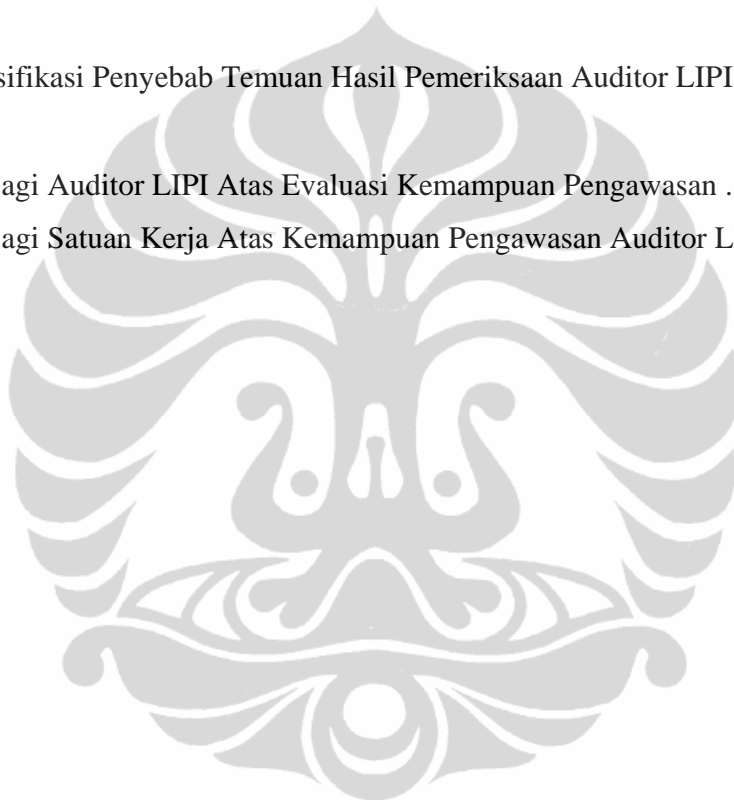 sifikasi Penyebab Temuan Hasil Pemeriksaan Auditor LIPI
agi Auditor LIPI Atas Evaluasi Kemampuan Pengawasan .
agi Satuan Kerja Atas Kemampuan Pengawasan Auditor L